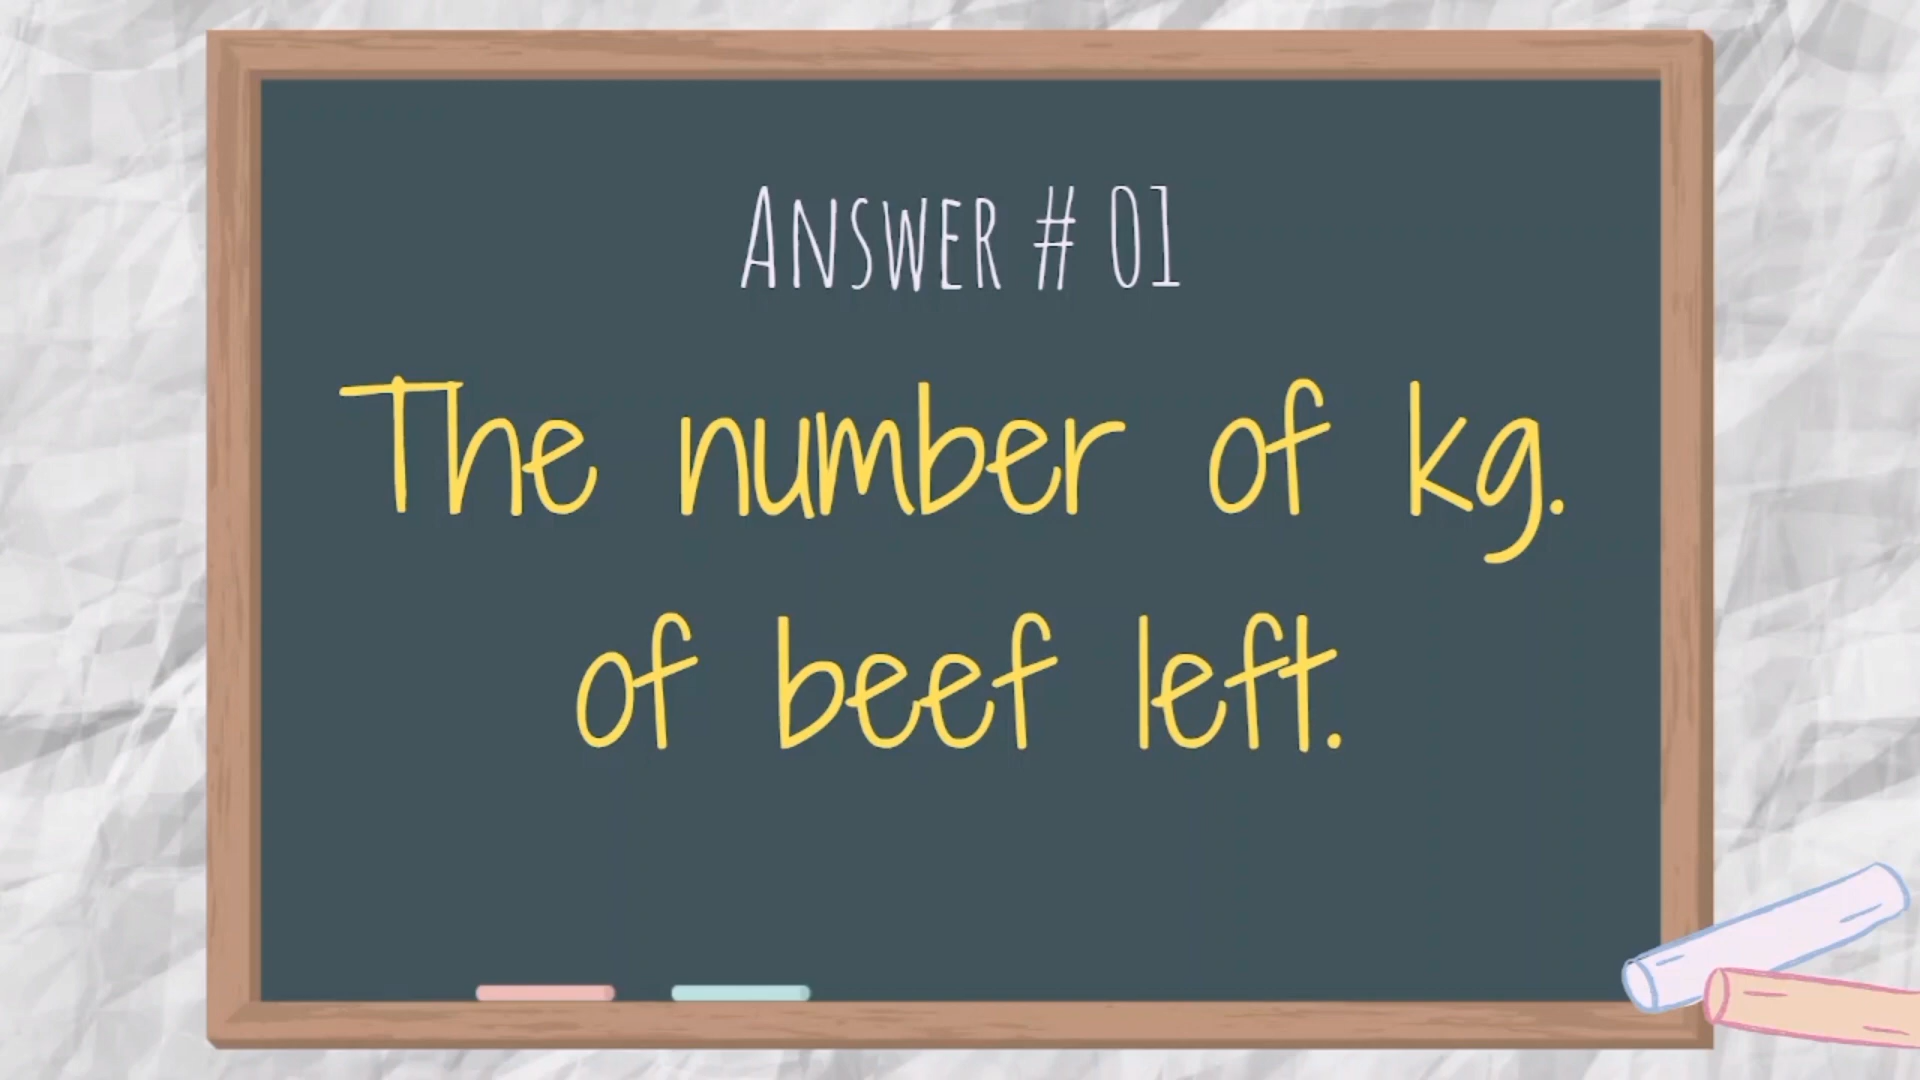 ANSWER # 01
The number of kg.
of beef left.